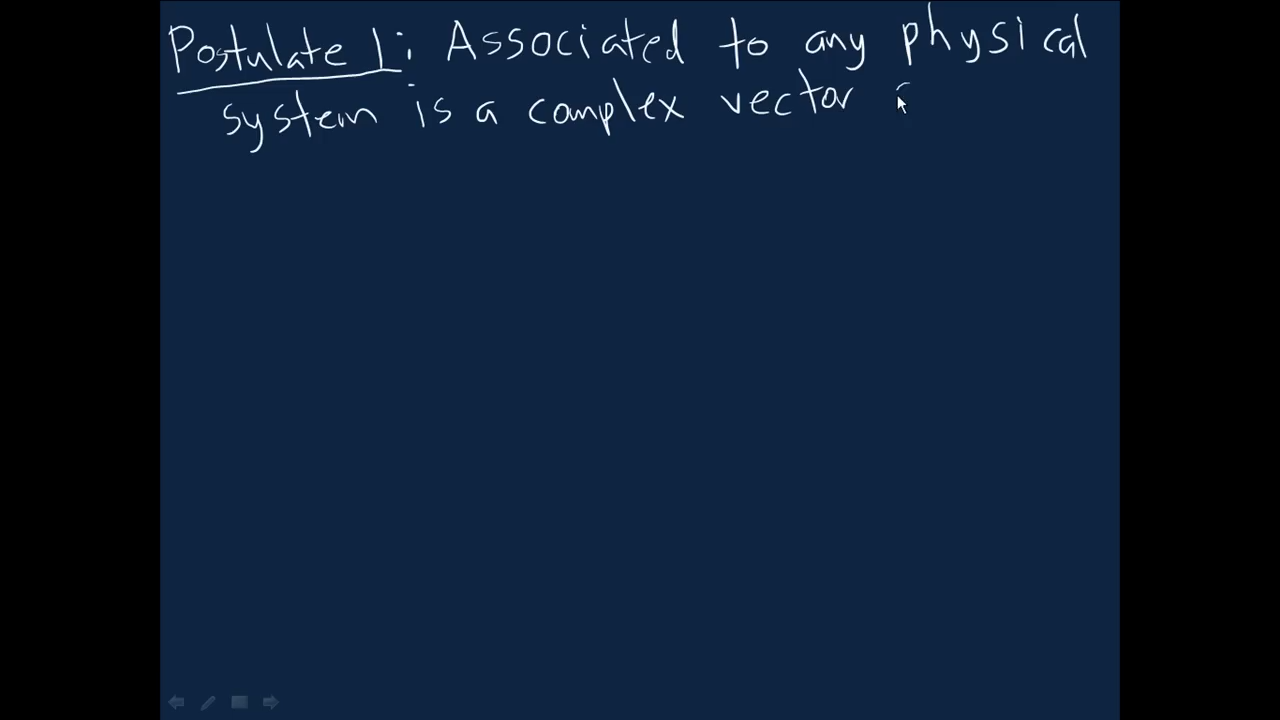 Postulate 1: Associated to any physical
system is a complex vector